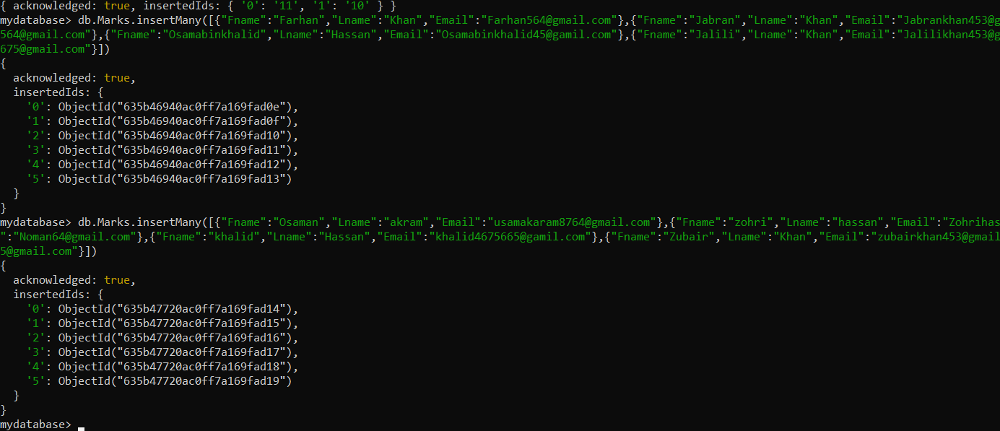 { acknowledged: true, insertedIds: { '0': '11', '1': '10' } }
mydatabase> db.Marks.insertMany([{"Fname":"Farhan","Lname":"Khan","Email":"Farhan564@gmail.com"},{"Fname":"Jabran","Lname":"Khan","Email":"Jabrankhan453@g
564@gmail.com"},{"Fname":"Osamabinkhalid","Lname":"Hassan","Email":"Osamabinkhalid45@gamil.com"},{"Fname":"Jalili","Lname":"Khan","Email":"Jalilikhan453@g
675@gmail.com"}])
{
  acknowledged: true,
  insertedIds: {
    '0': ObjectId("635b46940ac0ff7a169fad0e"),
    '1': ObjectId("635b46940ac0ff7a169fad0f"),
    '2': ObjectId("635b46940ac0ff7a169fad10"),
    '3': ObjectId("635b46940ac0ff7a169fad11"),
    '4': ObjectId("635b46940ac0ff7a169fad12"),
    '5': ObjectId("635b46940ac0ff7a169fad13")
  }
}
mydatabase> db.Marks.insertMany([{"Fname":"Osaman","Lname":"akram","Email":"usamakaram8764@gmail.com"},{"Fname":"zohri","Lname":"hassan","Email":"Zohrihas
":"Noman64@gmail.com"},{"Fname":"khalid","Lname":"Hassan","Email":"khalid4675665@gamil.com"},{"Fname":"Zubair","Lname":"Khan","Email":"zubairkhan453@gmail
5@gmail.com"}])
{
  acknowledged: true,
  insertedIds: {
    '0': ObjectId("635b47720ac0ff7a169fad14"),
    '1': ObjectId("635b47720ac0ff7a169fad15"),
    '2': ObjectId("635b47720ac0ff7a169fad16"),
    '3': ObjectId("635b47720ac0ff7a169fad17"),
    '4': ObjectId("635b47720ac0ff7a169fad18"),
    '5': ObjectId("635b47720ac0ff7a169fad19")
  }
}
mydatabase>